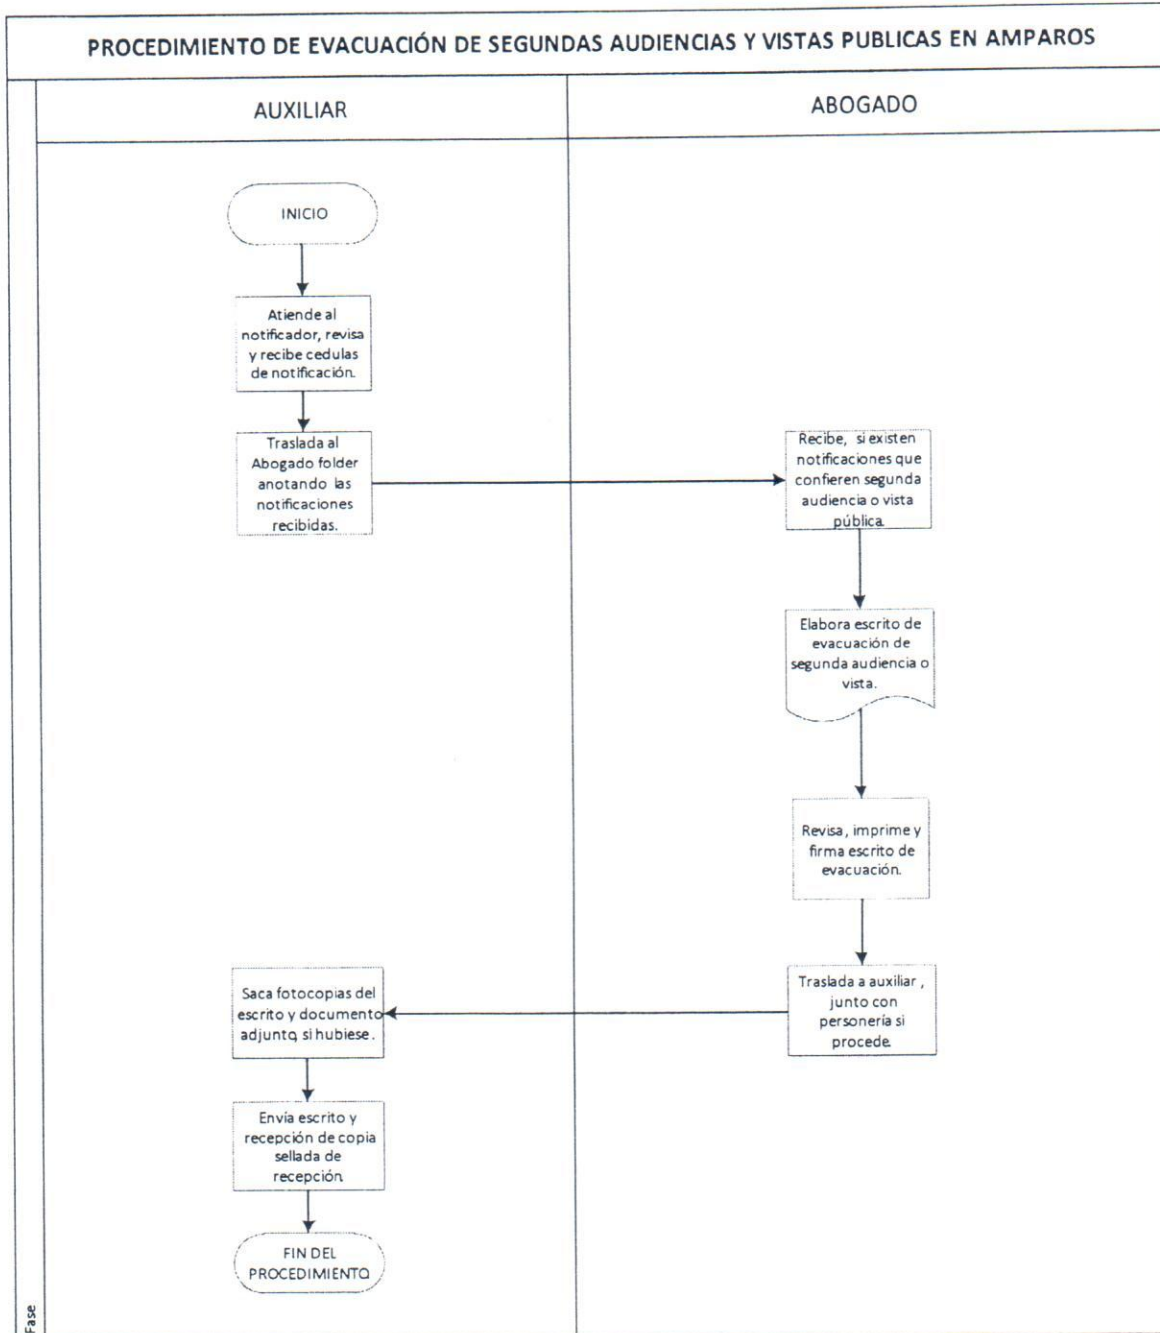 PROCEDIMIENTO DE EVACUACIÓN DE SEGUNDAS AUDIENCIAS Y VISTAS PUBLICAS EN AMPAROS
AUXILIAR
ABOGADO
INICIO
Atiende al
notificador, revisa
y recibe cedulas
de notificación.
Traslada al
Abogado folder
anotando las
notificaciones
recibidas.
Recibe, si existen
notificaciones que
confieren segunda
audiencia o vista
pública.
Elabora escrito de
evacuación de
segunda audiencia o
vista.
Revisa, imprime y
firma escrito de
evacuación.
Traslada a auxiliar,
junto con
personería si
procede.
Saca fotocopias del
escrito y documento
adjunto, si hubiese.
Envía escrito y
recepción de copia
sellada de
recepción.
FIN DEL
PROCEDIMIENTO.
Fase